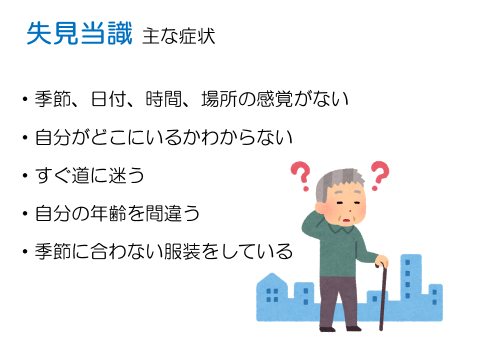 失見当識 主な症状
・季節、日付、時間、場所の感覚がない
・自分がどこにいるかわからない
・すぐ道に迷う
・自分の年齢を間違う
・季節に合わない服装をしている
? ?